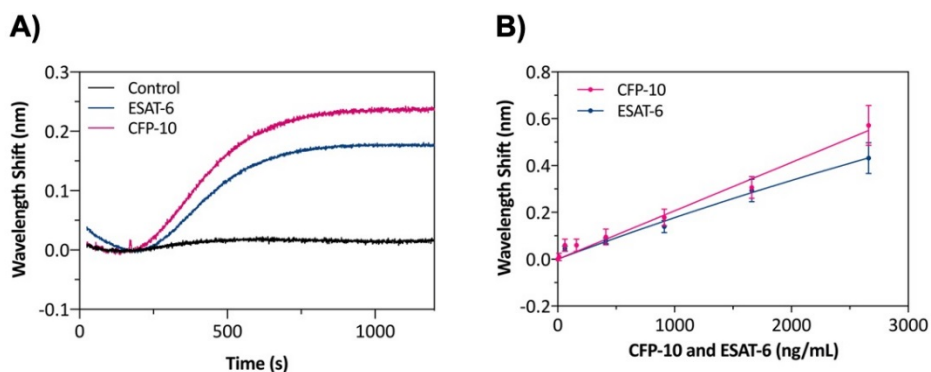 A)
0.3
0.2
0.1
0.0
-0.1
Wavelength Shift (nm)
Control
ESAT-6
CFP-10
0
500
1000
Time (s)
B)
0.8
0.6
0.4
0.2
0.0
-0.2
Wavelength Shift (nm)
CFP-10
ESAT-6
0
1000
2000
3000
CFP-10 and ESAT-6 (ng/mL)